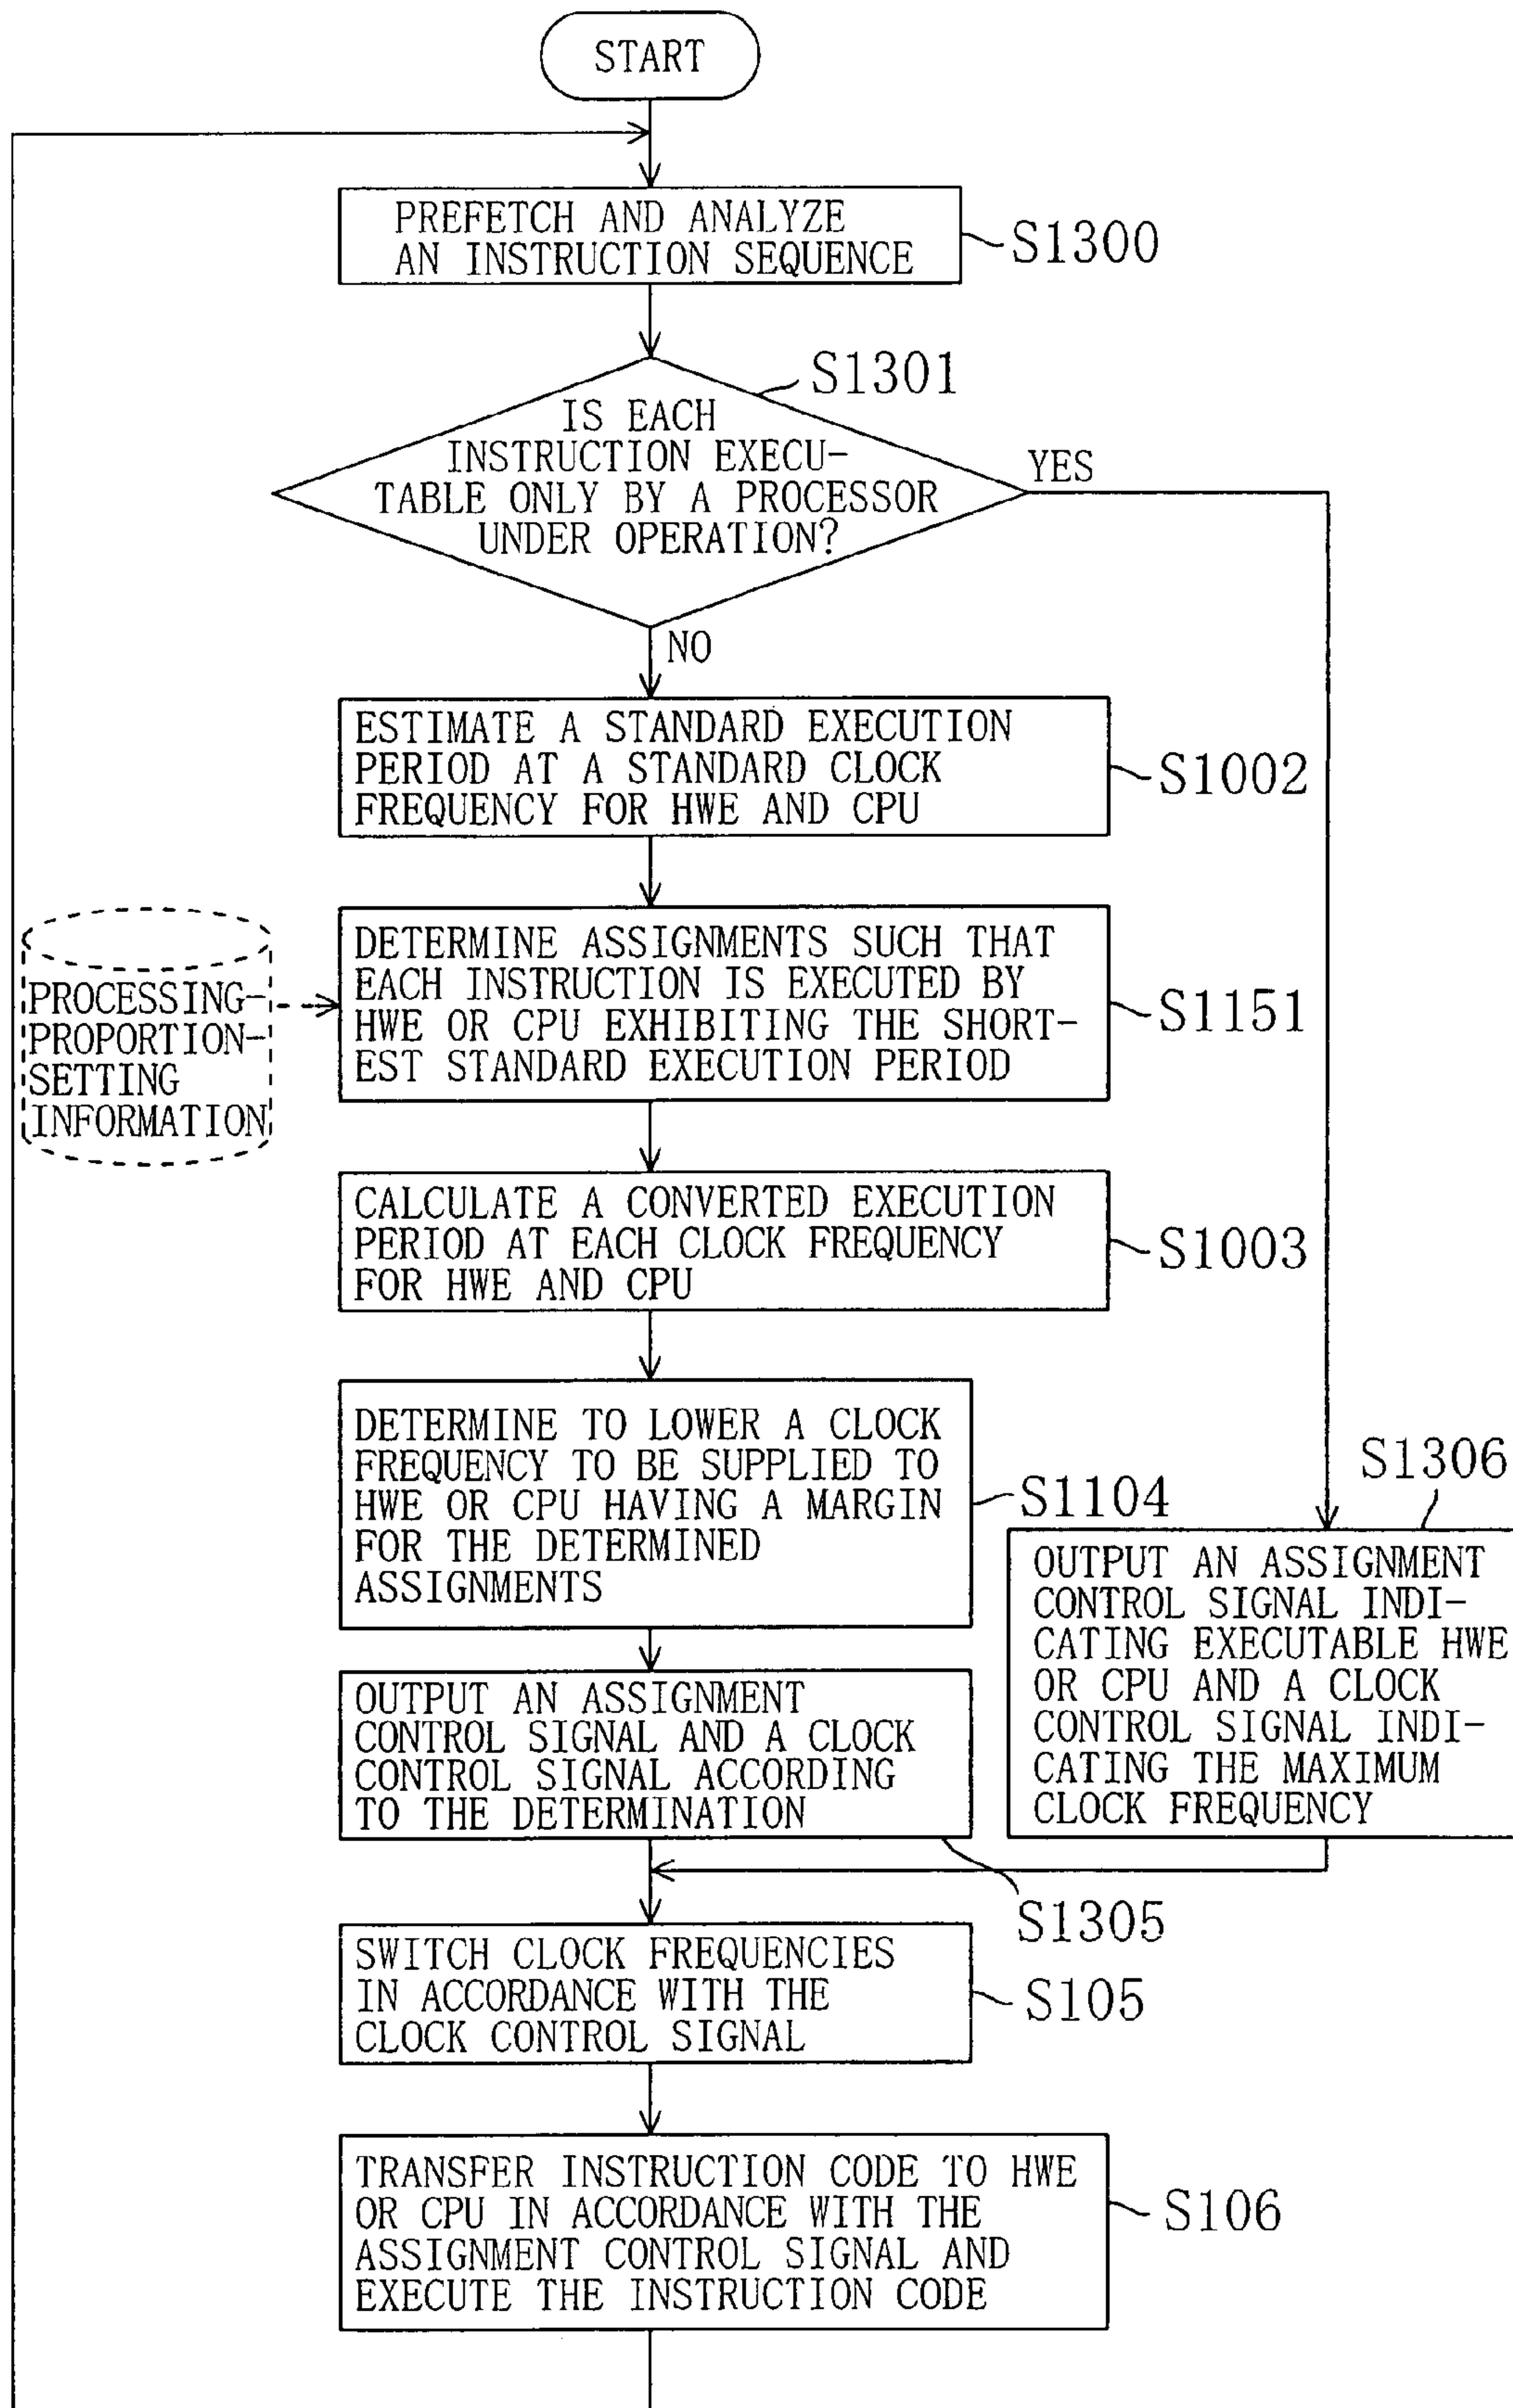 START
PREFETCH AND ANALYZE
AN INSTRUCTION SEQUENCE
S1300
S1301
IS EACH
INSTRUCTION EXECU-
TABLE ONLY BY A PROCESSOR
UNDER OPERATION?
YES
NO
ESTIMATE A STANDARD EXECUTION
PERIOD AT A STANDARD CLOCK
FREQUENCY FOR HWE AND CPU
S1002
PROCESSING-
PROPORTION-
SETTING
INFORMATION
DETERMINE ASSIGNMENTS SUCH THAT
EACH INSTRUCTION IS EXECUTED BY
HWE OR CPU EXHIBITING THE SHORT-
EST STANDARD EXECUTION PERIOD
S1151
CALCULATE A CONVERTED EXECUTION
PERIOD AT EACH CLOCK FREQUENCY
FOR HWE AND CPU
S1003
DETERMINE TO LOWER A CLOCK
FREQUENCY TO BE SUPPLIED TO
HWE OR CPU HAVING A MARGIN
FOR THE DETERMINED
ASSIGNMENTS
S1104
S1306
OUTPUT AN ASSIGNMENT
CONTROL SIGNAL INDI-
CATING EXECUTABLE HWE
OR CPU AND A CLOCK
CONTROL SIGNAL INDI-
CATING THE MAXIMUM
CLOCK FREQUENCY
OUTPUT AN ASSIGNMENT
CONTROL SIGNAL AND A CLOCK
CONTROL SIGNAL ACCORDING
TO THE DETERMINATION
S1305
SWITCH CLOCK FREQUENCIES
IN ACCORDANCE WITH THE
CLOCK CONTROL SIGNAL
S105
TRANSFER INSTRUCTION CODE TO HWE
OR CPU IN ACCORDANCE WITH THE
ASSIGNMENT CONTROL SIGNAL AND
EXECUTE THE INSTRUCTION CODE
S106